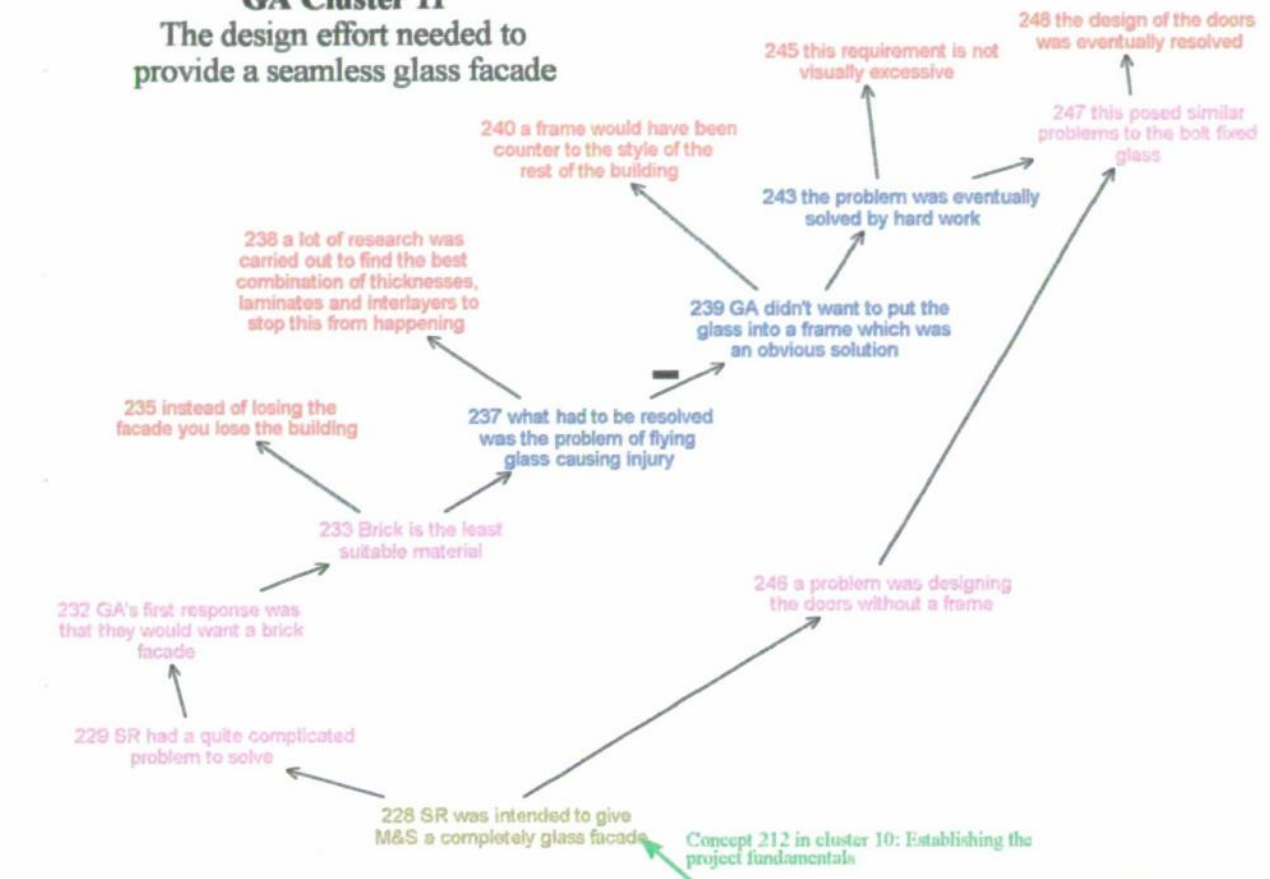 GA Cluster 11
The design effort needed to
provide a seamless glass facade
248 the design of the doors
was eventually resolved
245 this requirement is not
visually excessive
247 this posed similar
problems to the bolt fixed
glass
240 a frame would have been
counter to the style of the
rest of the building
243 the problem was eventually
solved by hard work
238 a lot of research was
carried out to find the best
combination of thicknesses,
laminates and interlayers to
stop this from happening
239 GA didn't want to put the
glass into a frame which was
an obvious solution
235 instead of losing the
facade you lose the building
237 what had to be resolved
was the problem of flying
glass causing injury
233 Brick is the least
suitable material
246 a problem was designing
the doors without a frame
232 GA's first response was
that they would want a brick
facade
229 SR had a quite complicated
problem to solve
228 SR was intended to give
M&S a completely glass facade
Concept 212 in cluster 10: Establishing the
project fundamentals